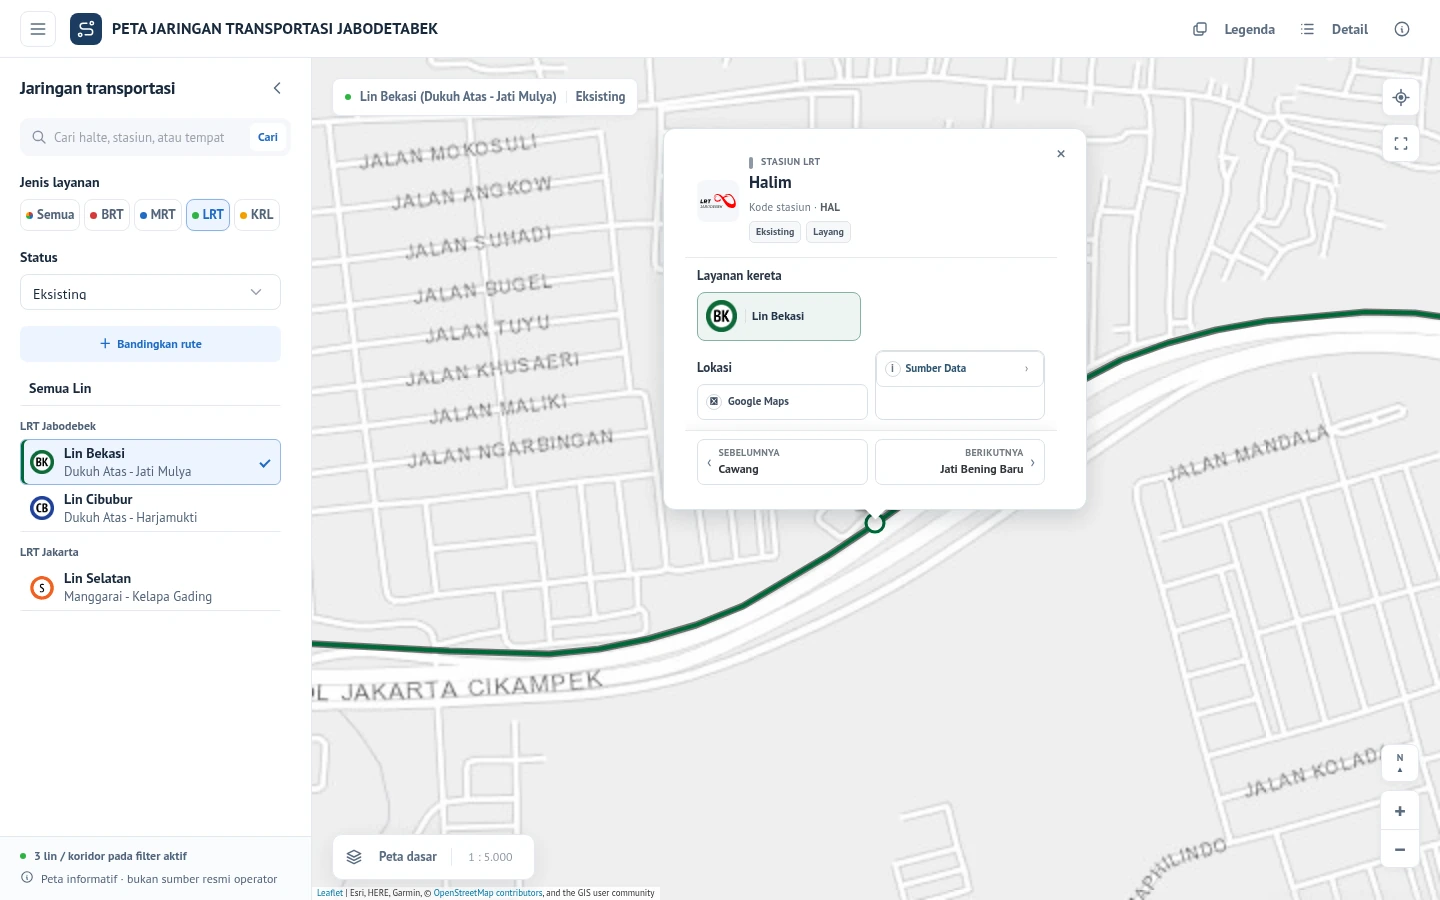 PETA JARINGAN TRANSPORTASI JABODETABEK
Legenda
Detail
Jaringan transportasi
Cari halte, stasiun, atau tempat
Cari
Jenis layanan
Semua
BRT
MRT
LRT
KRL
Status
Eksisting
+ Bandingkan rute
Semua Lin
LRT Jabodebek
BK
Lin Bekasi
Dukuh Atas - Jati Mulya
CB
Lin Cibubur
Dukuh Atas - Harjamukti
LRT Jakarta
S
Lin Selatan
Manggarai - Kelapa Gading
3 lin / koridor pada filter aktif
Peta informatif · bukan sumber resmi operator
Lin Bekasi (Dukuh Atas - Jati Mulya)
Eksisting
JALAN MOKOSULI
JALAN ANGKOW
JALAN SUHADI
JALAN BUGEL
JALAN TUYU
JALAN KHUSAERI
JALAN MALIKI
JALAN NGARBINGAN
OL JAKARTA CIKAMPEK
STASIUN LRT
LRT
Halim
Kode stasiun · HAL
Eksisting
Layang
Layanan kereta
BK
Lin Bekasi
Lokasi
Google Maps
Sumber Data
SEBELUMNYA
Cawang
BERIKUTNYA
Jati Bening Baru
JALAN MANDALA
JALAN KOLADA
APHILINDO
N
+
−
Peta dasar
1 : 5.000
Leaflet | Esri, HERE, Garmin, © OpenStreetMap contributors, and the GIS user community